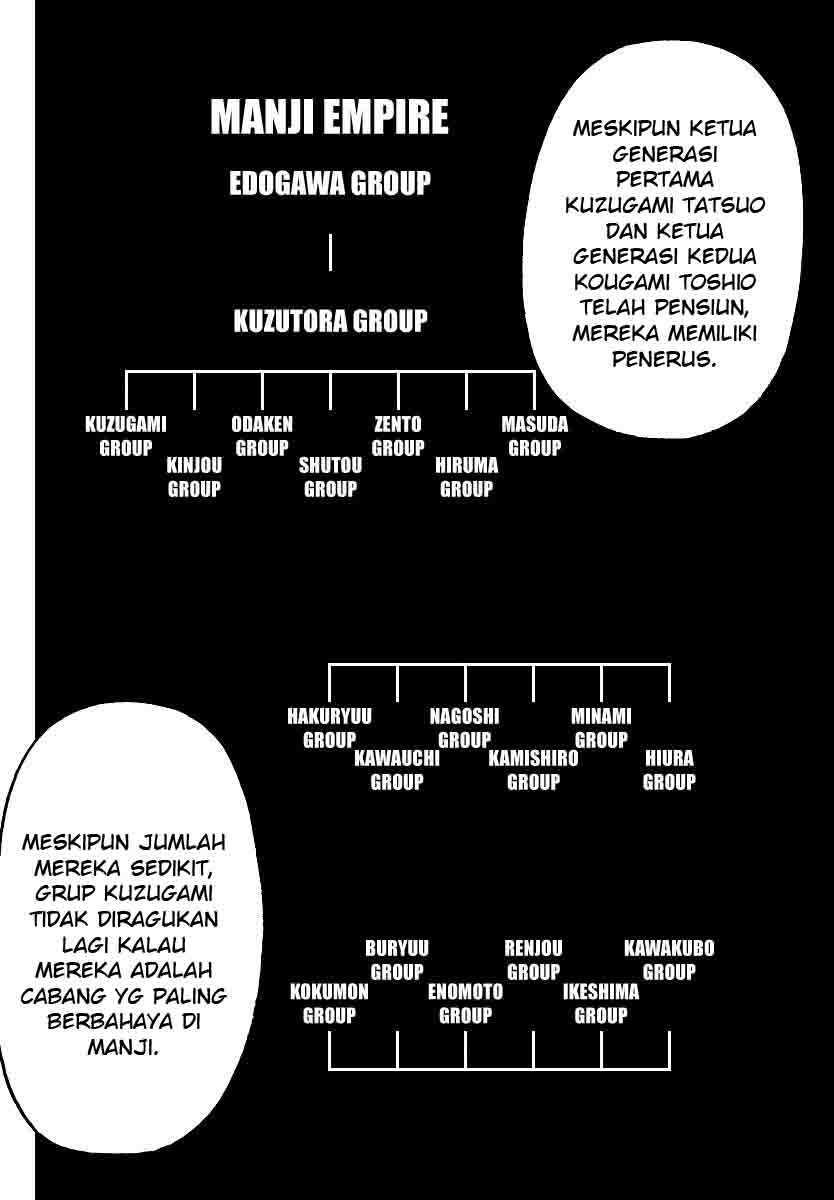 MANJI EMPIRE
EDOGAWA GROUP
KUZUTORA GROUP
MESKIPUN KETUA
GENERASI
PERTAMA
KUZUGAMI TATSUO
DAN KETUA
GENERASI KEDUA
KOUGAMI TOSHIO
TELAH PENSIUN,
MEREKA MEMILIKI
PENERUS.
KUZUGAMI
GROUP
KINJOU
GROUP
ODAKEN
GROUP
SHUTOU
GROUP
ZENTO
GROUP
HIRUMA
GROUP
MASUDA
GROUP
HAKURYUU
GROUP
KAWAUCHI
GROUP
NAGOSHI
GROUP
KAMISHIRO
GROUP
MINAMI
GROUP
HIURA
GROUP
MESKIPUN JUMLAH
MEREKA SEDIKIT,
GRUP KUZUGAMI
TIDAK DIRAGUKAN
LAGI KALAU
MEREKA ADALAH
CABANG YG PALING
BERBAHAYA DI
MANJI.
KOKUMON
GROUP
BURYUU
GROUP
ENOMOTO
GROUP
RENJOU
GROUP
IKESHIMA
GROUP
KAWAKUBO
GROUP